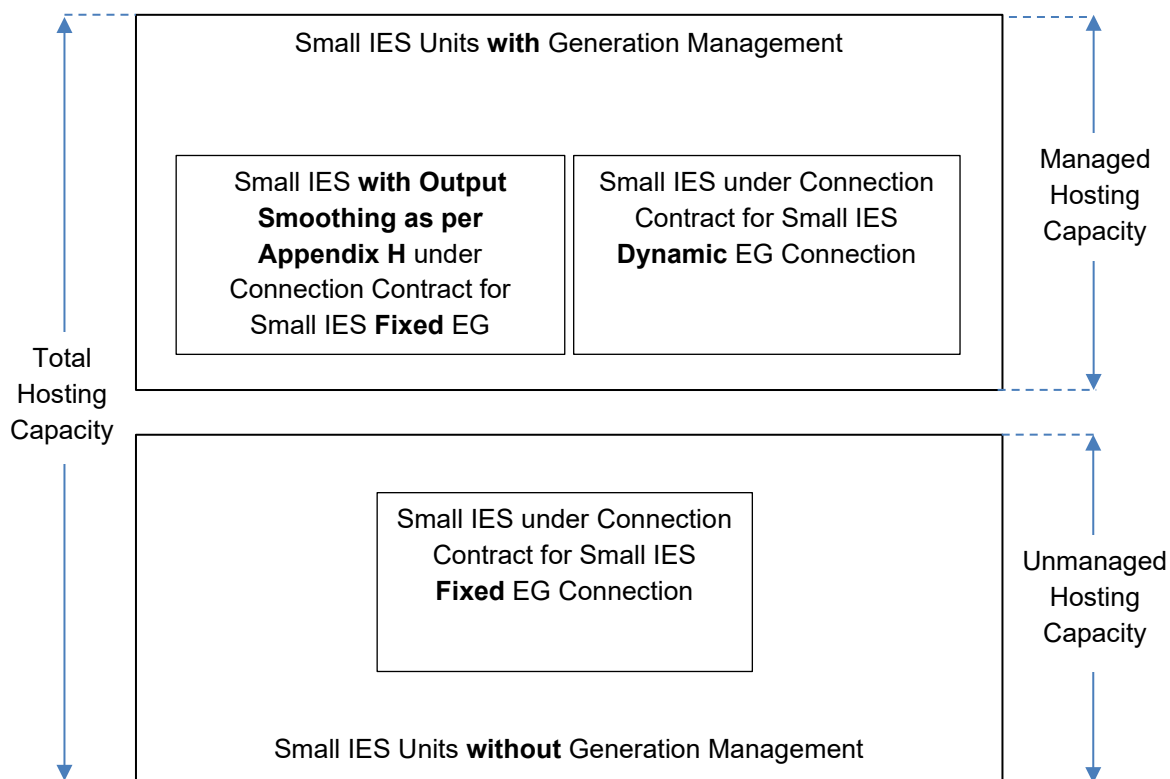 Small IES Units with Generation Management
Small IES with Output
Smoothing as per
Appendix H under
Connection Contract for
Small IES Fixed EG
Small IES under Connection
Contract for Small IES
Dynamic EG Connection
Managed
Hosting
Capacity
Total
Hosting
Capacity
Small IES under Connection
Contract for Small IES
Fixed EG Connection
Unmanaged
Hosting
Capacity
Small IES Units without Generation Management